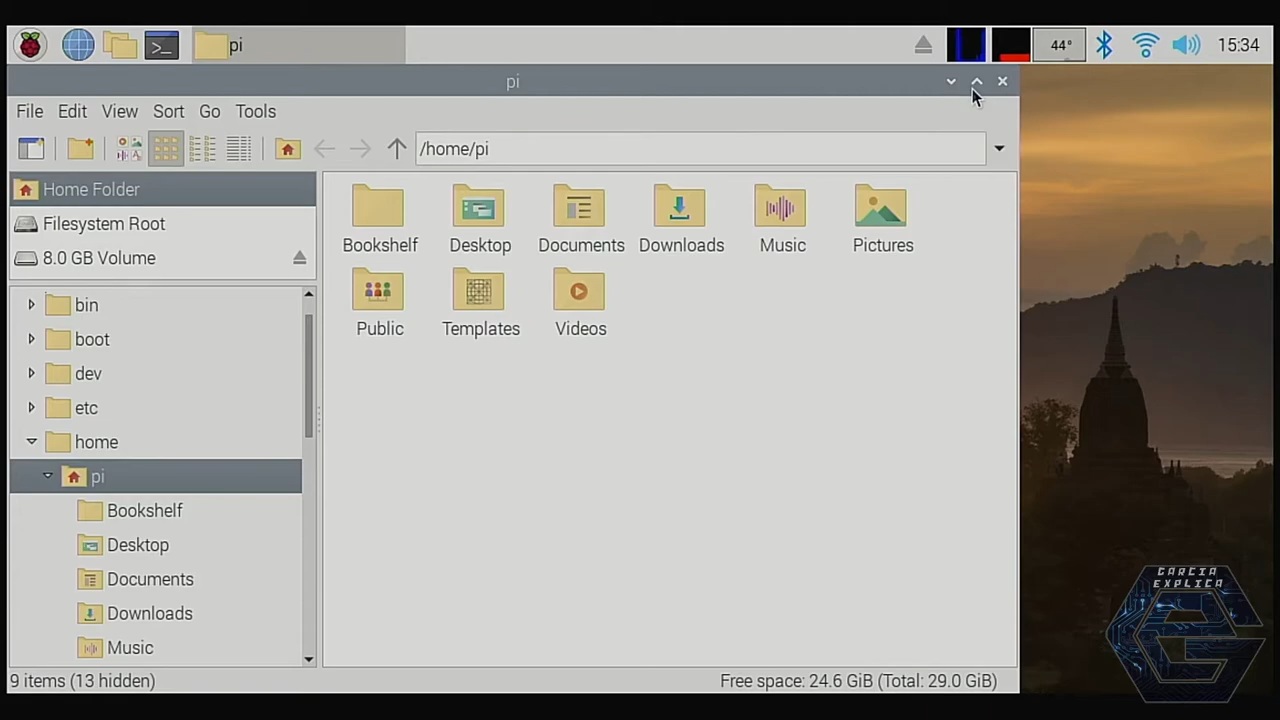 pi
44°
15:34
pi
File Edit View Sort Go Tools
/home/pi
Home Folder
Filesystem Root
8.0 GB Volume
bin
boot
dev
etc
home
pi
Bookshelf
Desktop
Documents
Downloads
Music
Bookshelf Desktop Documents Downloads Music Pictures
Public Templates Videos
9 items (13 hidden)
Free space: 24.6 GiB (Total: 29.0 GiB)
GARCIA
EXPLICA